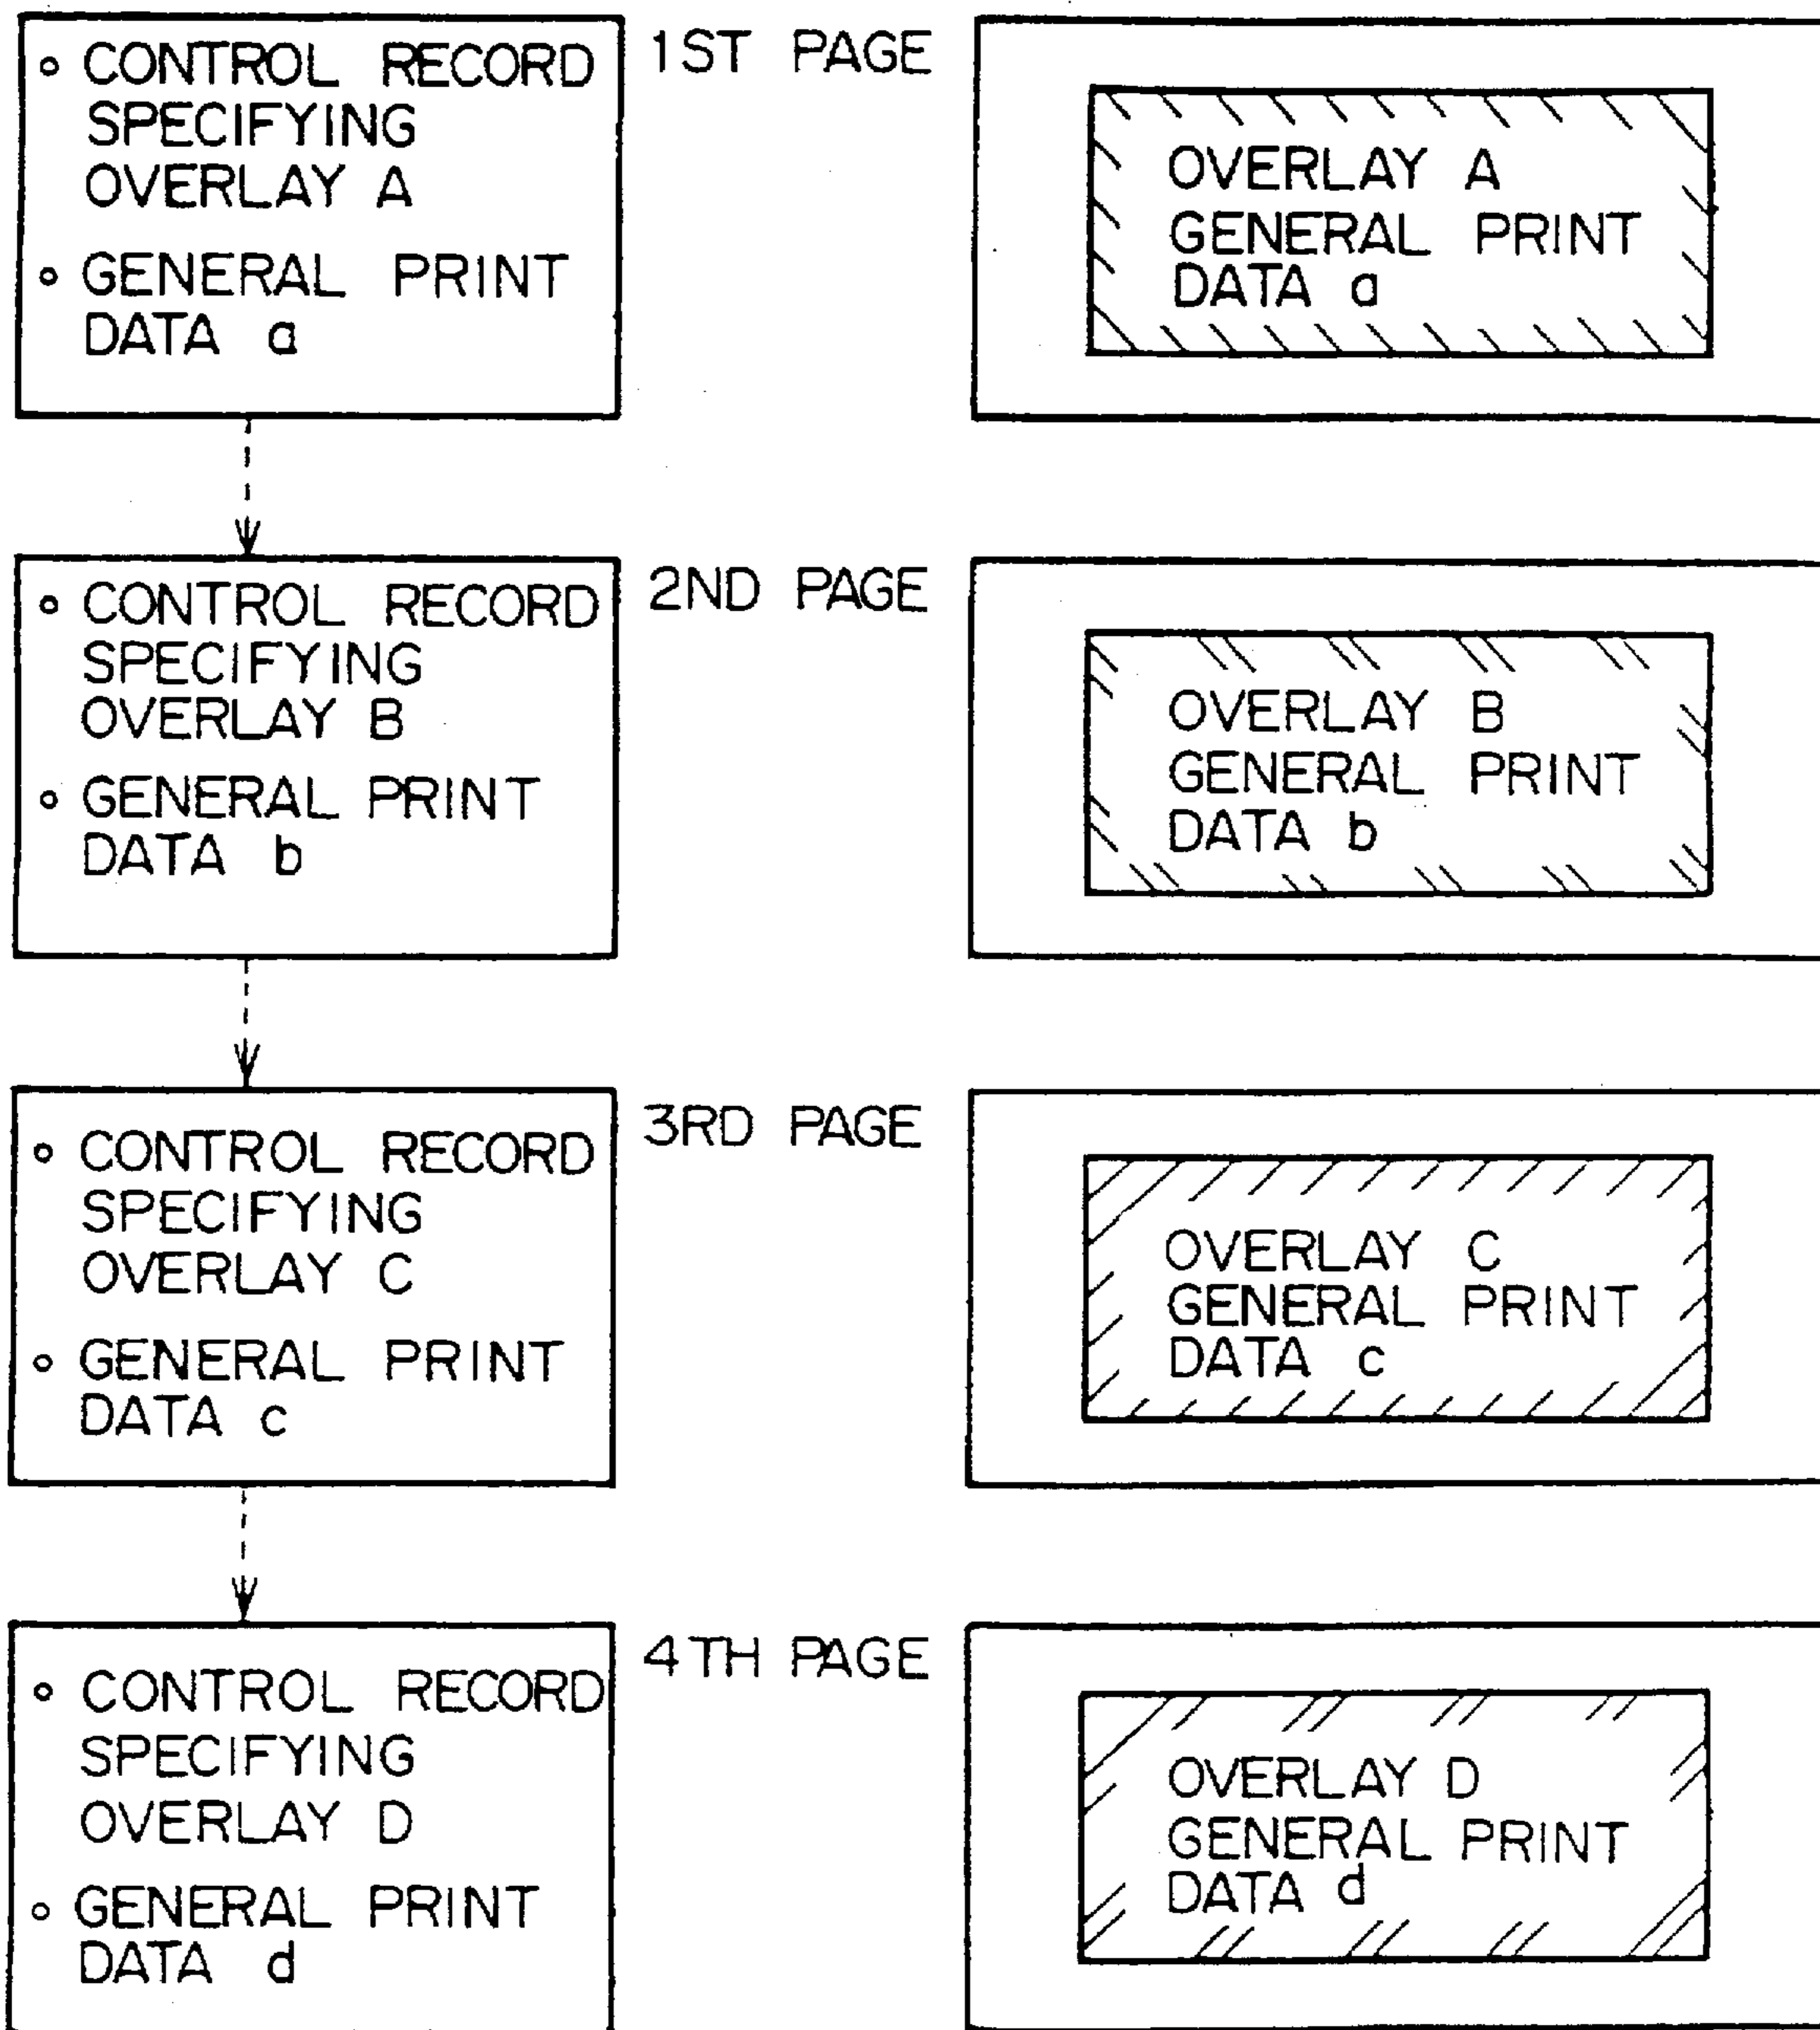 CONTROL RECORD
SPECIFYING
OVERLAY A
GENERAL PRINT
DATA a
1ST PAGE
OVERLAY A
GENERAL PRINT
DATA a
CONTROL RECORD
SPECIFYING
OVERLAY B
GENERAL PRINT
DATA b
2ND PAGE
OVERLAY B
GENERAL PRINT
DATA b
CONTROL RECORD
SPECIFYING
OVERLAY C
GENERAL PRINT
DATA c
3RD PAGE
OVERLAY C
GENERAL PRINT
DATA c
CONTROL RECORD
SPECIFYING
OVERLAY D
GENERAL PRINT
DATA d
4TH PAGE
OVERLAY D
GENERAL PRINT
DATA d